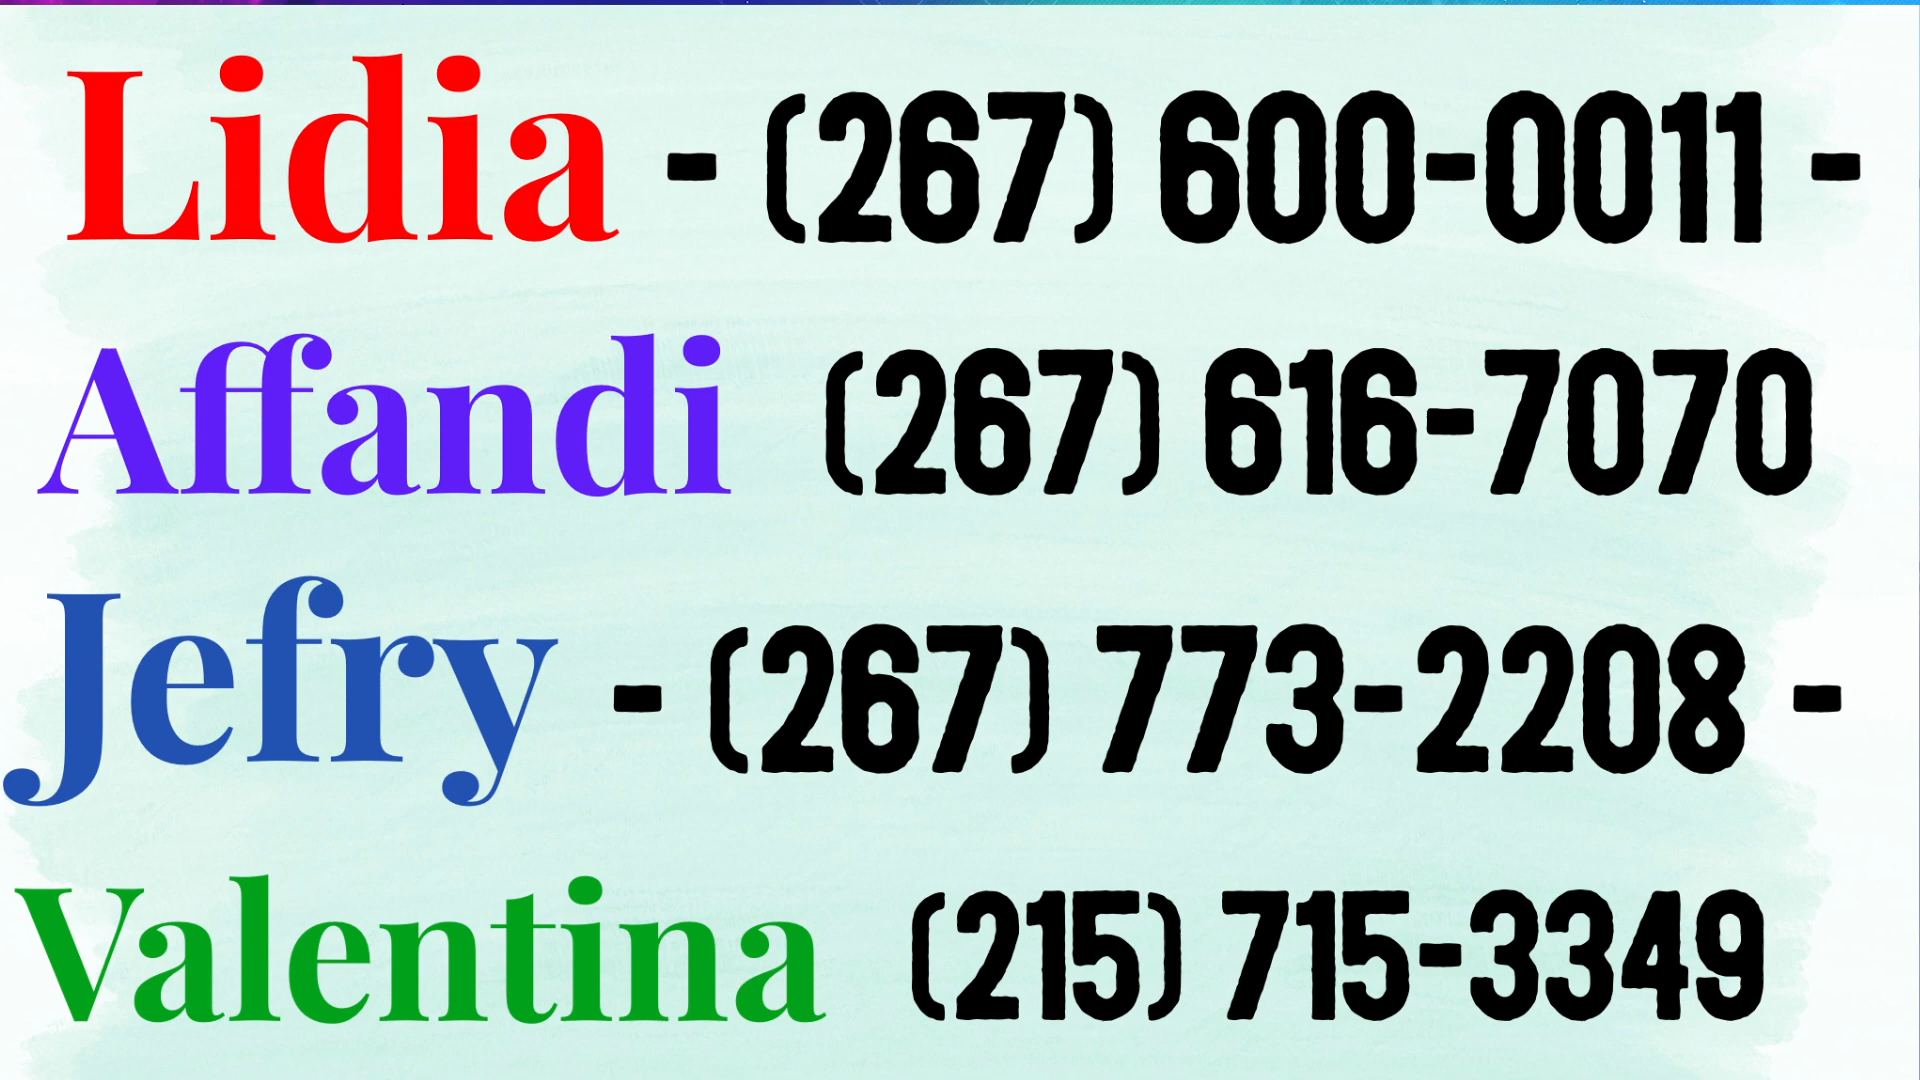 Lidia - (267) 600-0011 -
Affandi (267) 616-7070
Jefry - (267) 773-2208 -
Valentina (215) 715-3349